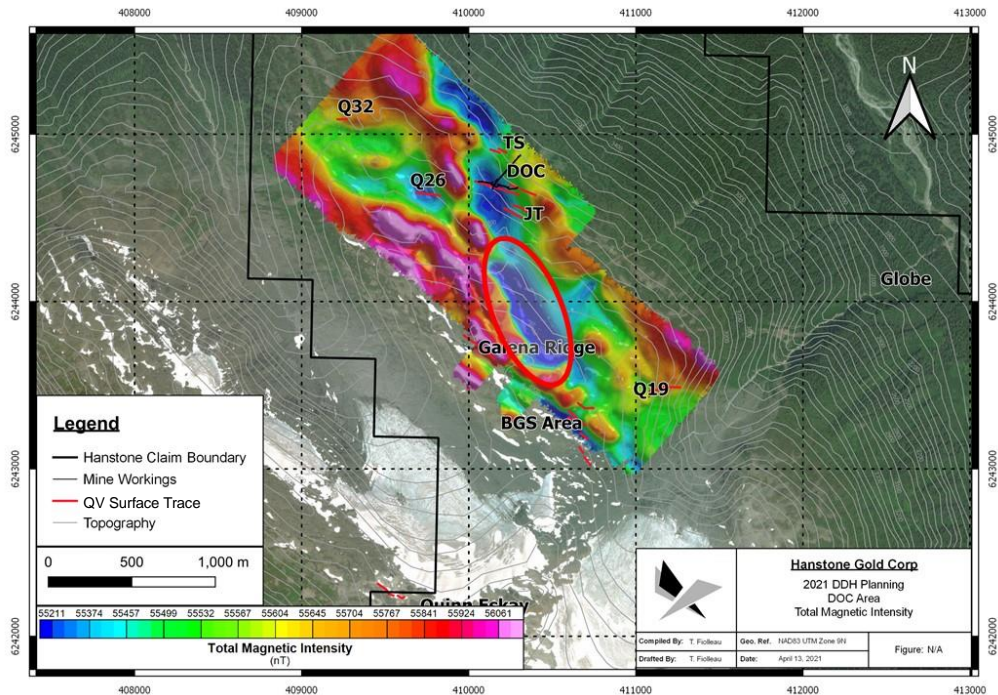 408000 409000 410000 411000 412000 413000
N
6245000
6245000
Q32
TS
DOC
Q26
JT
Globe
6244000
6244000
Galena Ridge
Q19
BGS Area
Legend
Hanstone Claim Boundary
Mine Workings
QV Surface Trace
Topography
6243000
6243000
0 500 1,000 m
Quinn Eskay
55211 55374 55457 55499 55532 55567 55604 55645 55704 55767 55841 55924 56061
Total Magnetic Intensity
(nT)
Hanstone Gold Corp
2021 DDH Planning
DOC Area
Total Magnetic Intensity
Compiled By: T. Fiolleau Geo. Ref. NAD83 UTM Zone 9N
Drafted By: T. Fiolleau Date: April 13, 2021
Figure: N/A
6242000
6242000
408000 409000 410000 411000 412000 413000